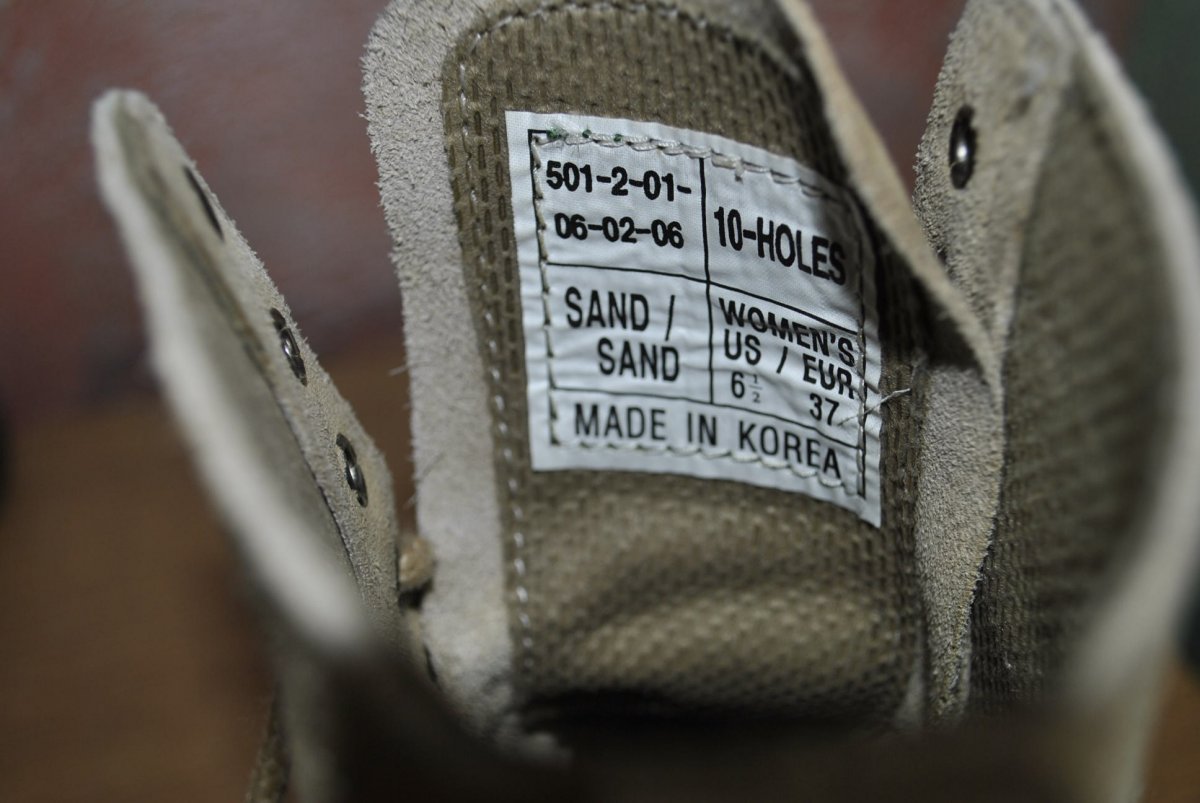 501-2-01-
06-02-06
10-HOLES
SAND /
SAND
WOMEN'S
US / EUR
6½ 37
MADE IN KOREA